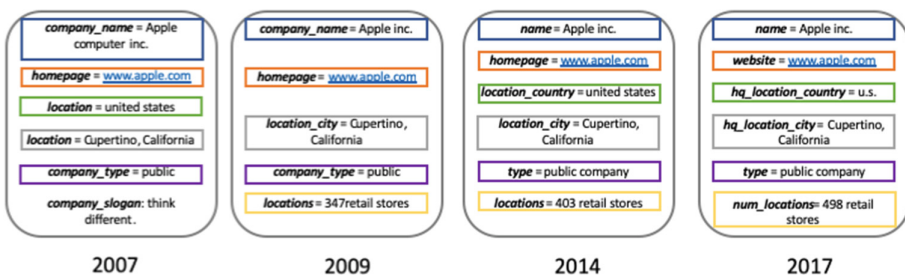 company_name = Apple
computer inc.
homepage = www.apple.com
location = united states
location = Cupertino, California
company_type = public
company_slogan: think
different.
2007
company_name = Apple inc.
homepage = www.apple.com
location_city = Cupertino,
California
company_type = public
locations = 347retail stores
2009
name = Apple inc.
homepage = www.apple.com
location_country = united states
location_city = Cupertino,
California
type = public company
locations = 403 retail stores
2014
name = Apple inc.
website = www.apple.com
hq_location_country = u.s.
hq_location_city = Cupertino,
California
type = public company
num_locations= 498 retail
stores
2017